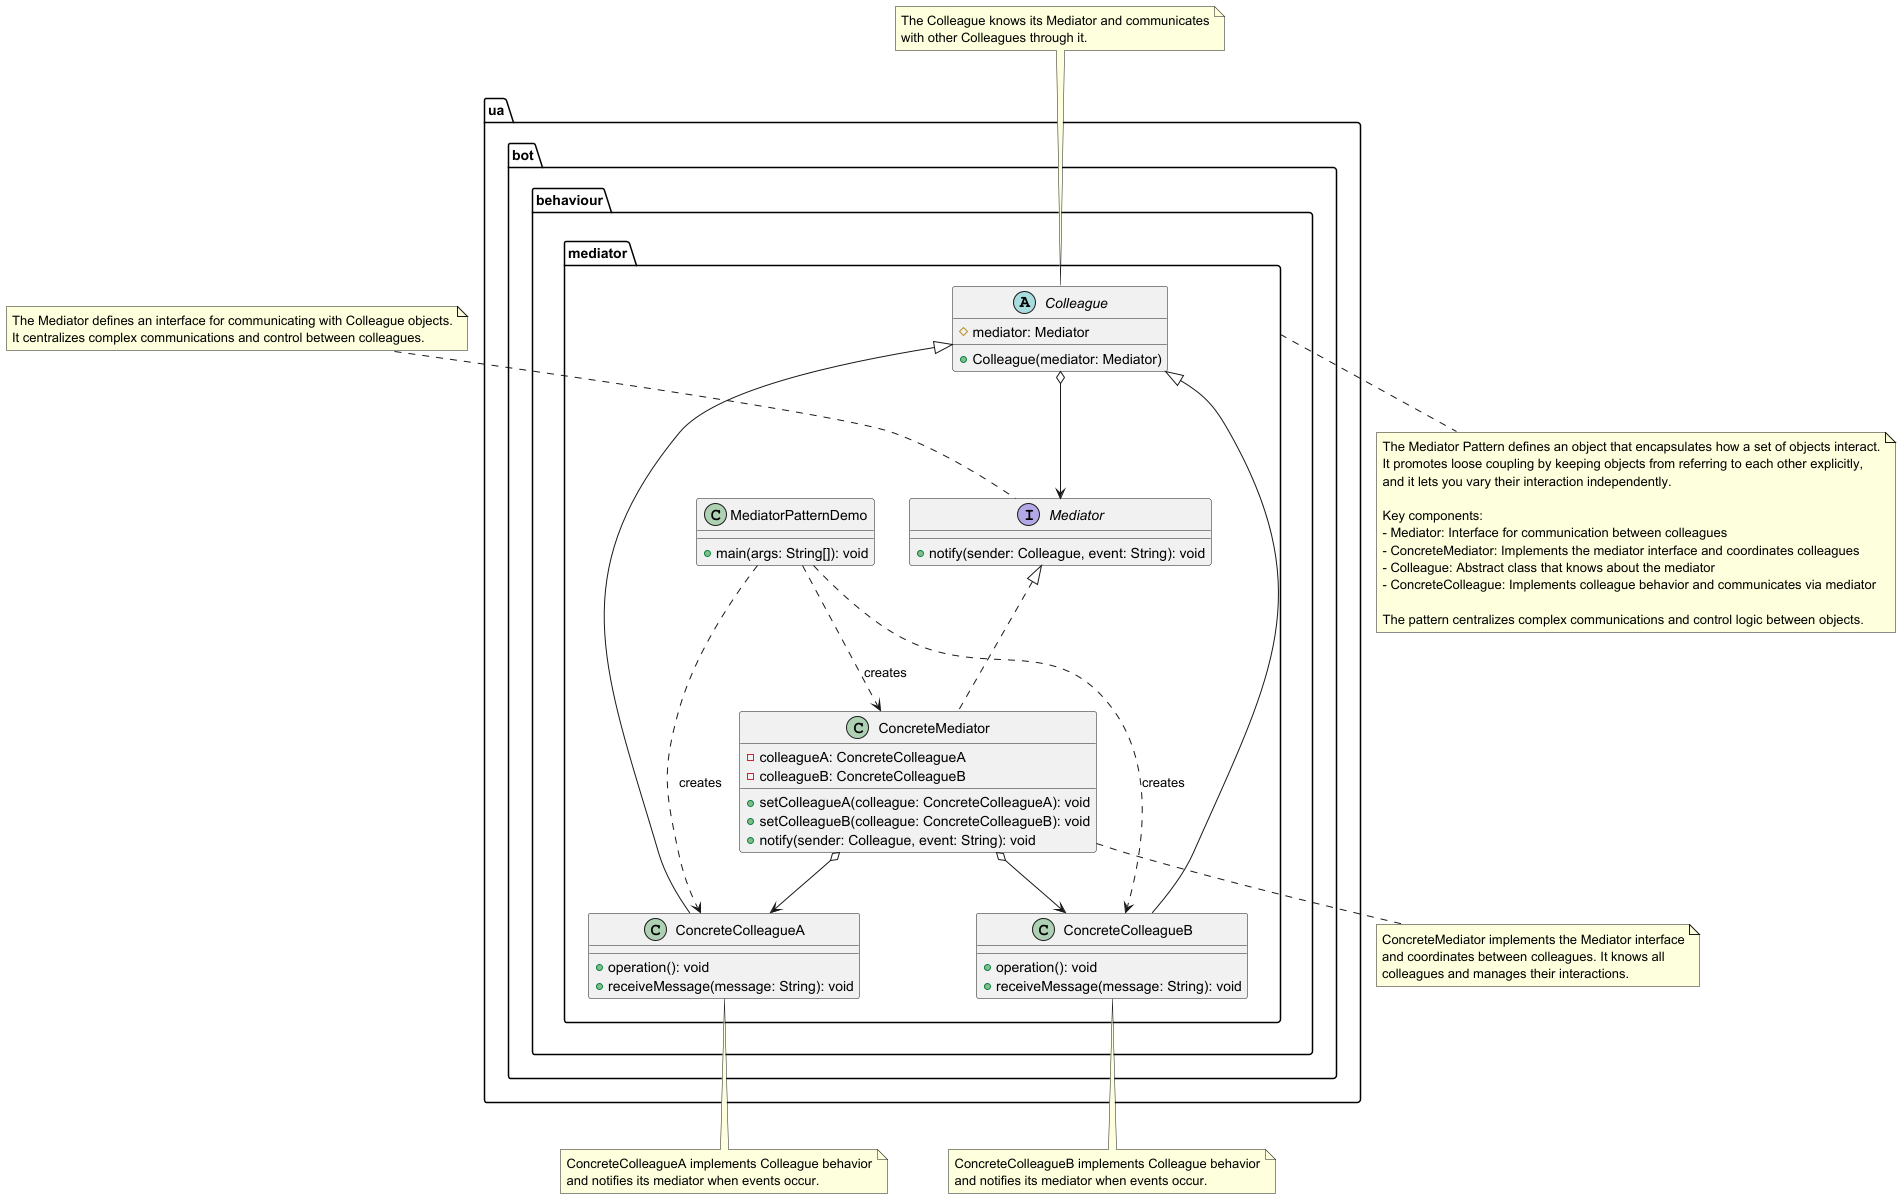 The Colleague knows its Mediator and communicates
with other Colleagues through it.
ua
bot
behaviour
mediator
A Colleague
mediator: Mediator
Colleague(mediator: Mediator)
The Mediator defines an interface for communicating with Colleague objects.
It centralizes complex communications and control between colleagues.
The Mediator Pattern defines an object that encapsulates how a set of objects interact.
It promotes loose coupling by keeping objects from referring to each other explicitly,
and it lets you vary their interaction independently.
Key components:
- Mediator: Interface for communication between colleagues
- ConcreteMediator: Implements the mediator interface and coordinates colleagues
- Colleague: Abstract class that knows about the mediator
- ConcreteColleague: Implements colleague behavior and communicates via mediator
The pattern centralizes complex communications and control logic between objects.
C MediatorPatternDemo
main(args: String[]): void
I Mediator
notify(sender: Colleague, event: String): void
creates
C ConcreteMediator
colleagueA: ConcreteColleagueA
colleagueB: ConcreteColleagueB
setColleagueA(colleague: ConcreteColleagueA): void
setColleagueB(colleague: ConcreteColleagueB): void
notify(sender: Colleague, event: String): void
creates
creates
C ConcreteColleagueA
operation(): void
receiveMessage(message: String): void
C ConcreteColleagueB
operation(): void
receiveMessage(message: String): void
ConcreteMediator implements the Mediator interface
and coordinates between colleagues. It knows all
colleagues and manages their interactions.
ConcreteColleagueA implements Colleague behavior
and notifies its mediator when events occur.
ConcreteColleagueB implements Colleague behavior
and notifies its mediator when events occur.